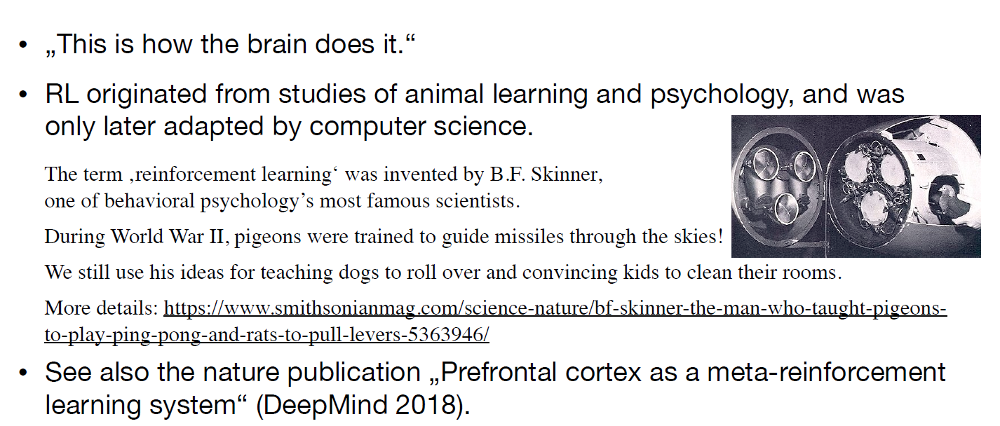 • „This is how the brain does it.“
• RL originated from studies of animal learning and psychology, and was
only later adapted by computer science.
The term ‚reinforcement learning‘ was invented by B.F. Skinner,
one of behavioral psychology’s most famous scientists.
During World War II, pigeons were trained to guide missiles through the skies!
We still use his ideas for teaching dogs to roll over and convincing kids to clean their rooms.
More details: https://www.smithsonianmag.com/science-nature/bf-skinner-the-man-who-taught-pigeons-
to-play-ping-pong-and-rats-to-pull-levers-5363946/
• See also the nature publication „Prefrontal cortex as a meta-reinforcement
learning system“ (DeepMind 2018).